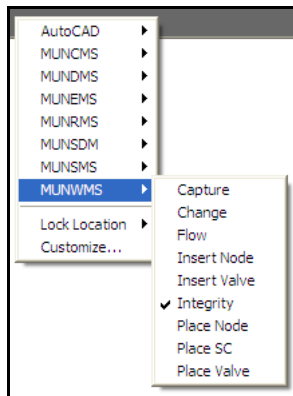 AutoCAD
MUNCMS
MUNDMS
MUNEMS
MUNRMS
MUNSDM
MUNSMS
MUNWMS
Lock Location
Customize...
Capture
Change
Flow
Insert Node
Insert Valve
Integrity
Place Node
Place SC
Place Valve